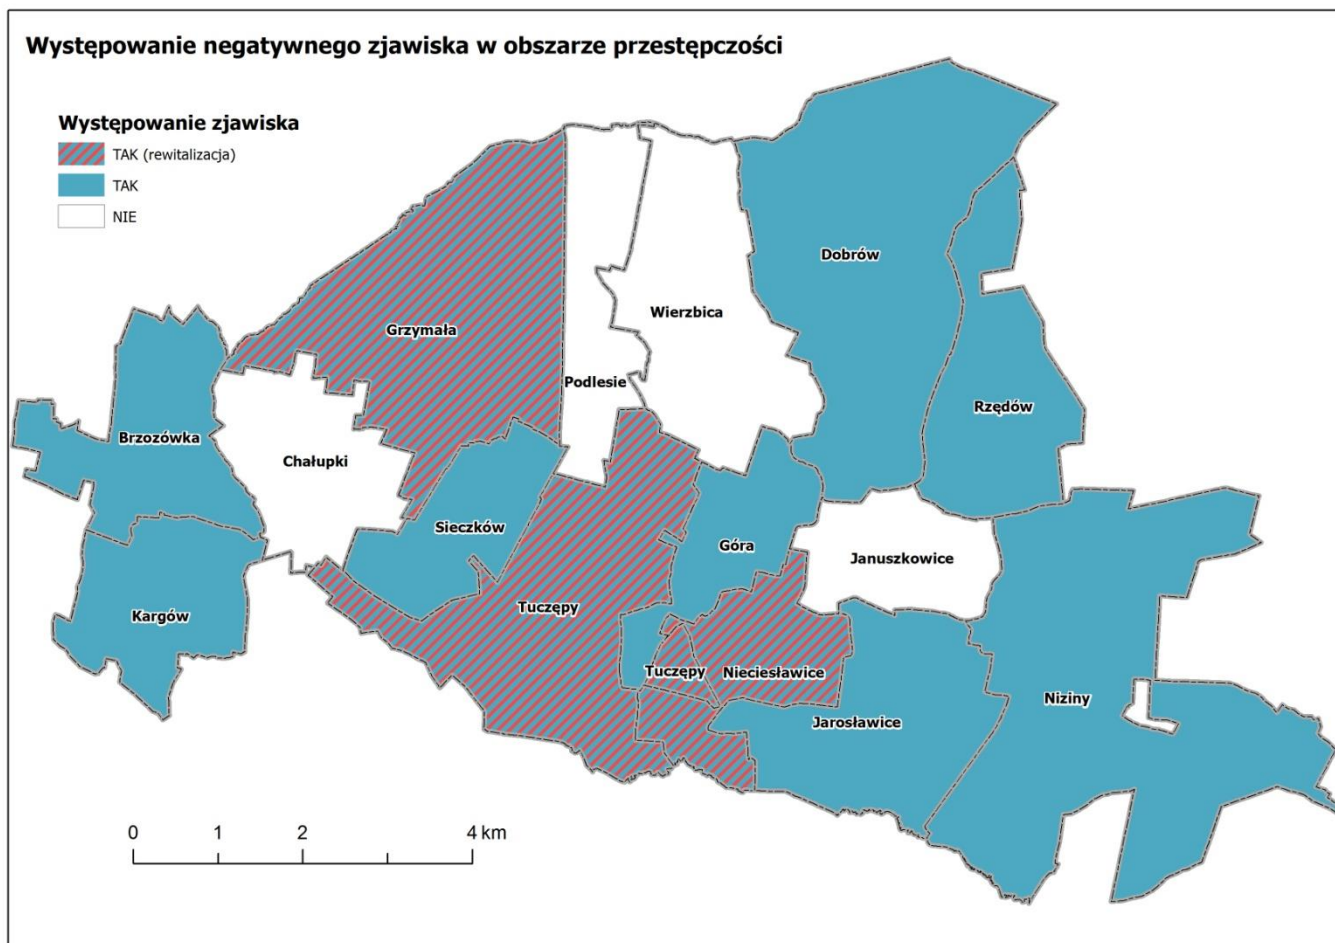 Występowanie negatywnego zjawiska w obszarze przestępczości
Występowanie zjawiska
TAK (rewitalizacja)
TAK
NIE
Dobrów
Wierzbica
Grzymała
Podlesie
Rzędów
Brzozówka
Chałupki
Sieczków
Góra
Januszkowice
Tuczępy
Kargów
Tuczępy
Nieciesławice
Niziny
Jarosławice
0 1 2 4 km